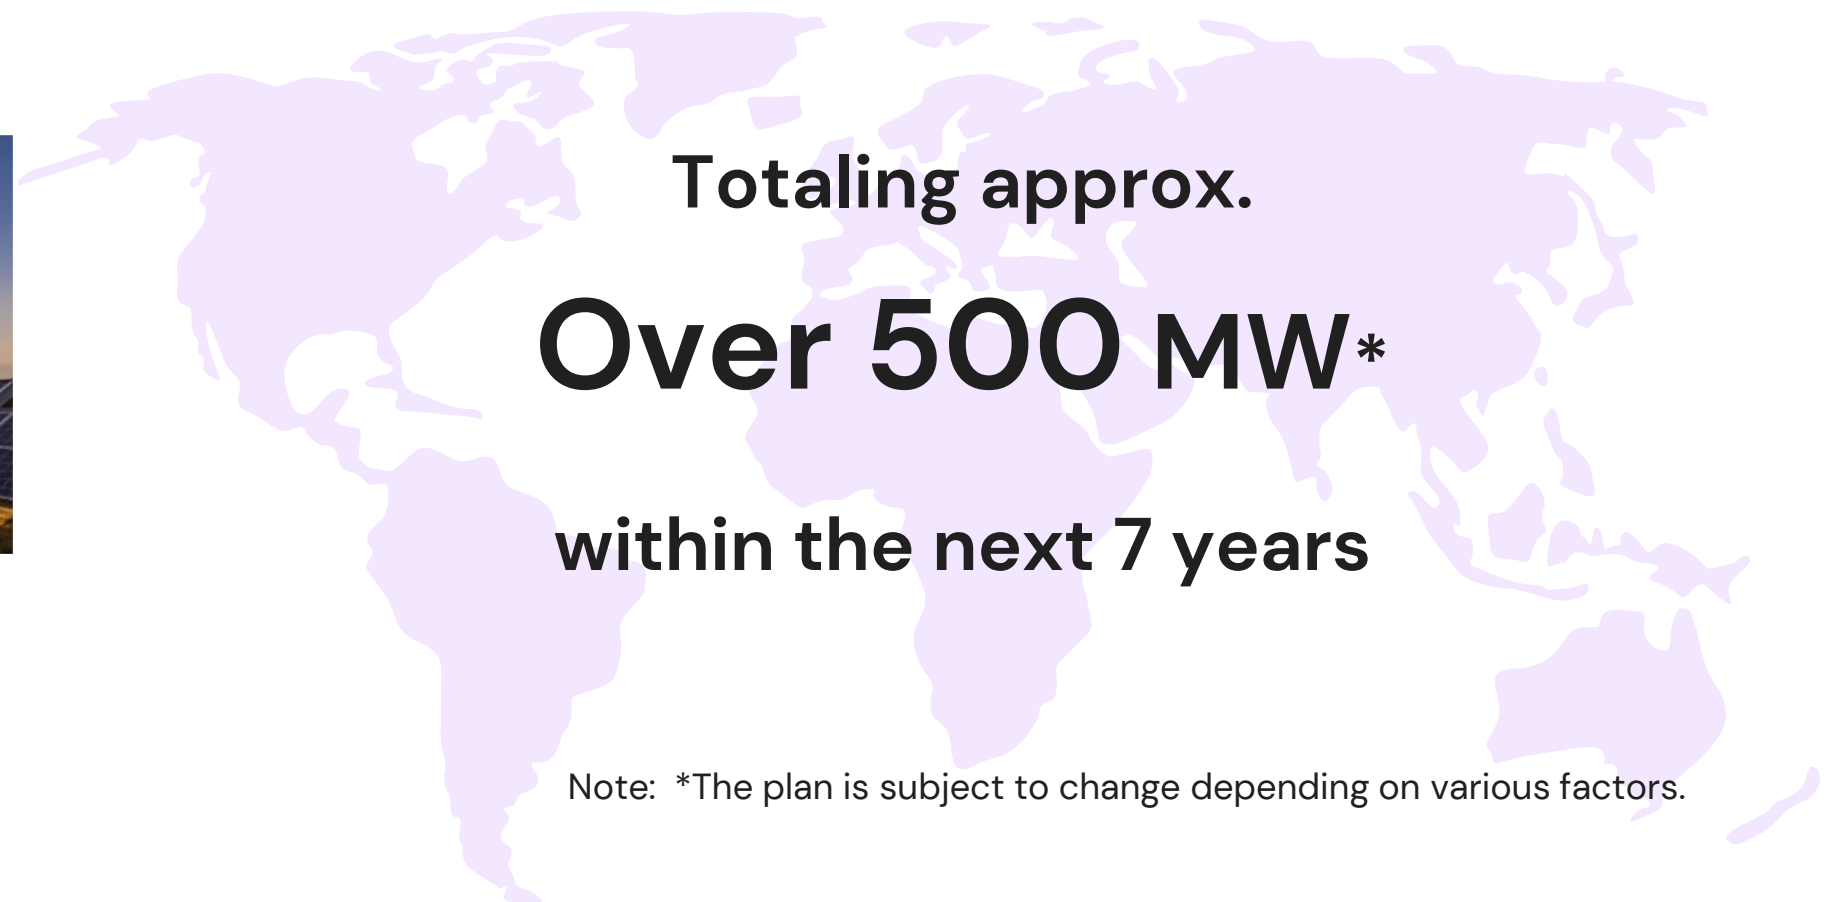 Totaling approx.
Over 500 MW*
within the next 7 years
Note: *The plan is subject to change depending on various factors.